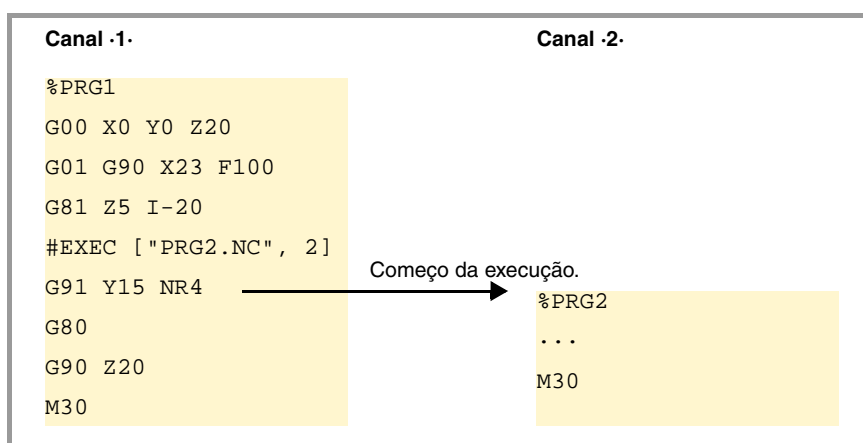 Canal ·1·
%PRG1
G00 X0 Y0 Z20
G01 G90 X23 F100
G81 Z5 I-20
#EXEC ["PRG2.NC", 2]
G91 Y15 NR4
G80
G90 Z20
M30
Começo da execução.
Canal ·2·
%PRG2
...
M30